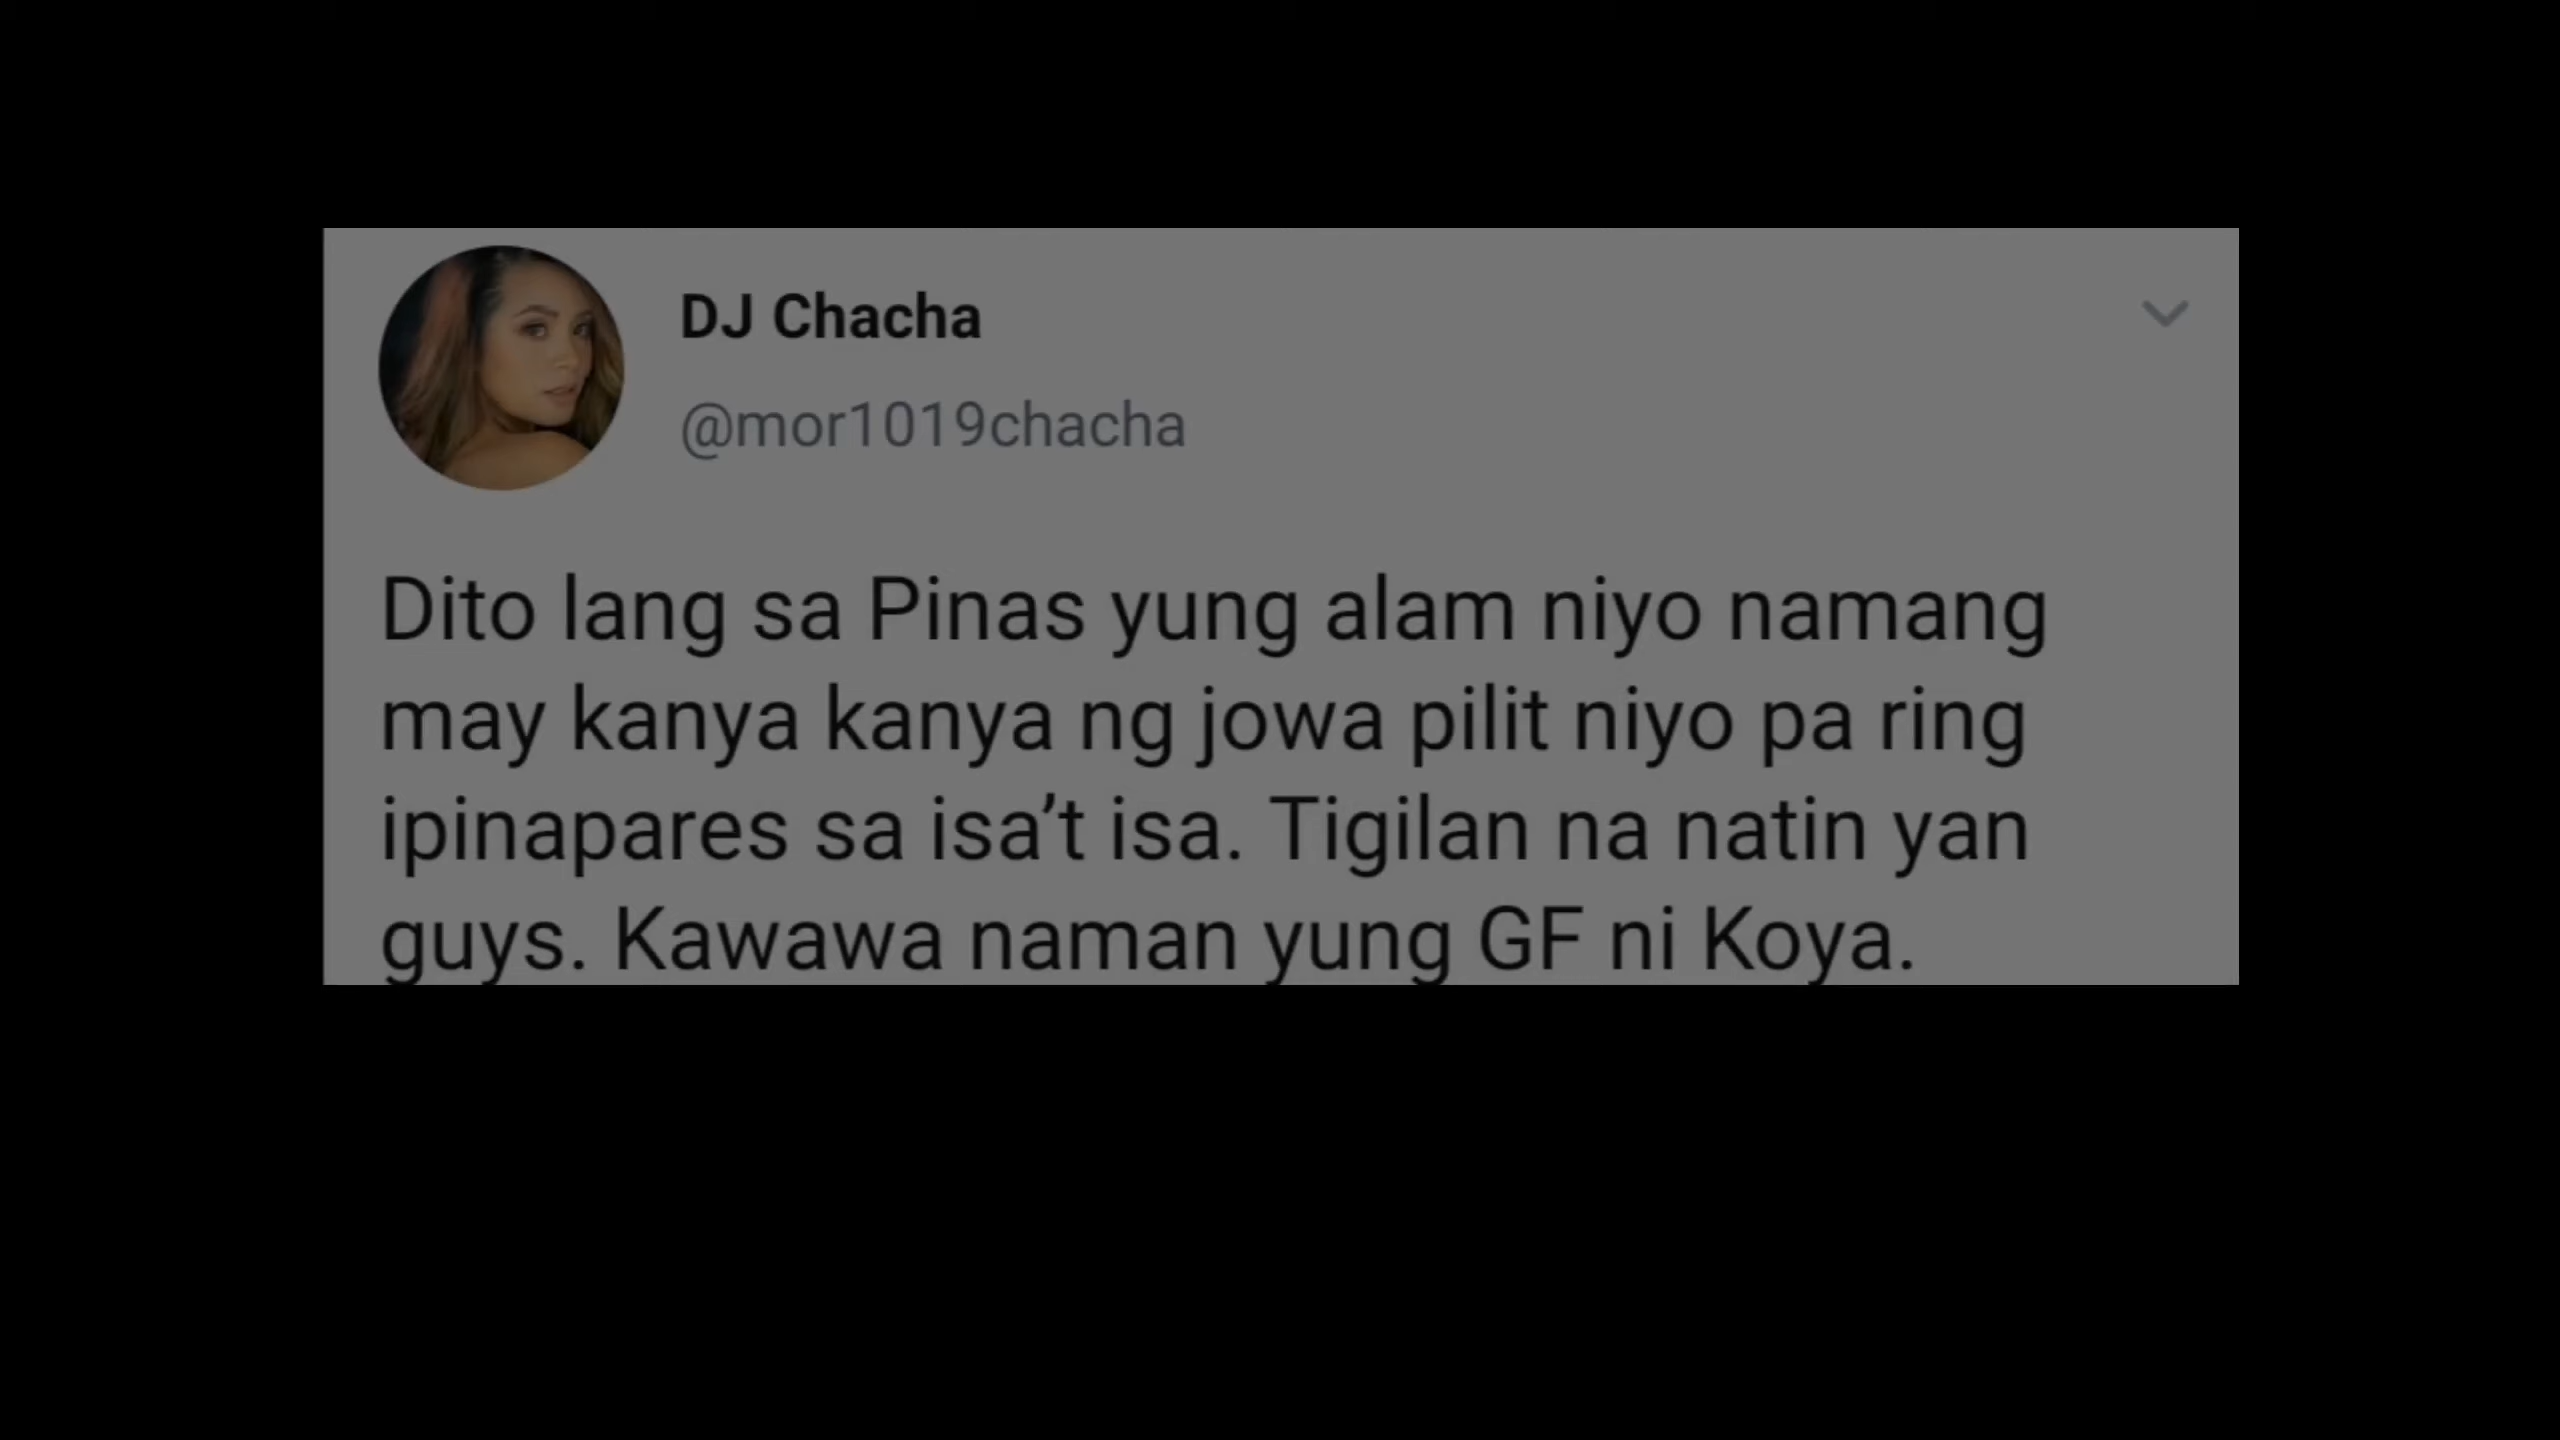 DJ Chacha
@mor1019chacha
Dito lang sa Pinas yung alam niyo namang
may kanya kanya ng jowa pilit niyo pa ring
ipinapares sa isa’t isa. Tigilan na natin yan
guys. Kawawa naman yung GF ni Koya.